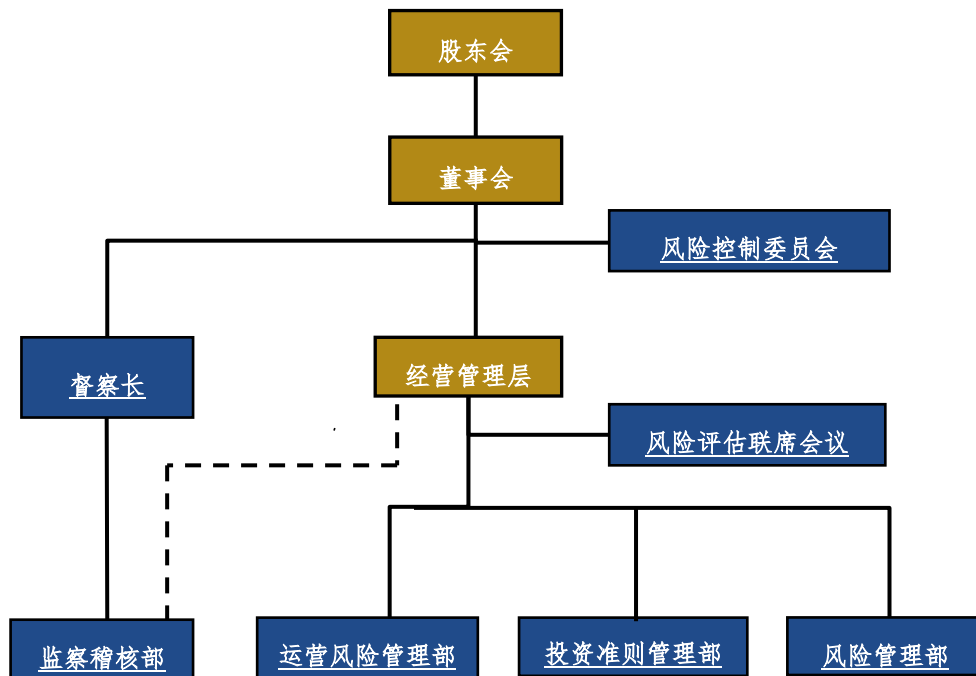 股东会
董事会
风险控制委员会
督察长
经营管理层
风险评估联席会议
监察稽核部
运营风险管理部
投资准则管理部
风险管理部